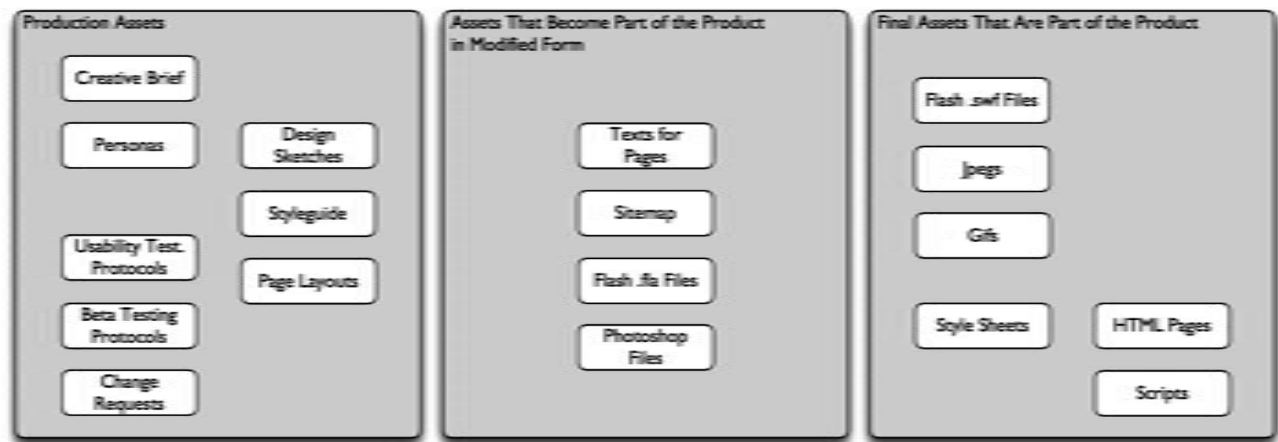 Production Assets
Creative Brief
Personas
Usability Test.
Protocols
Beta Testing
Protocols
Change
Requests
Design
Sketches
Styleguide
Page Layouts
Assets That Become Part of the Product
in Modified Form
Texts for
Pages
Sitemap
Flash .fla Files
Photoshop
Files
Final Assets That Are Part of the Product
Flash .swf Files
Jpegs
Gifs
Style Sheets
HTML Pages
Scripts